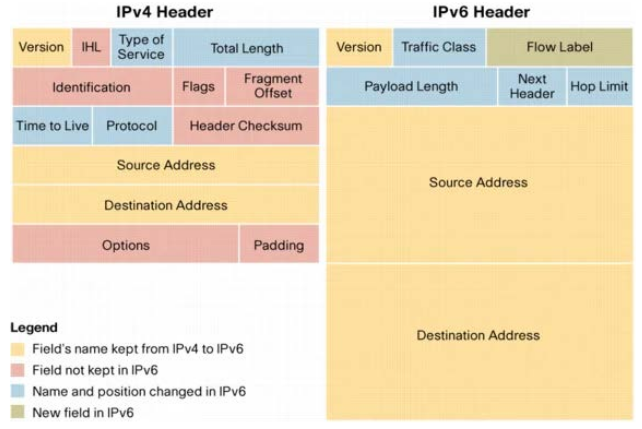 IPv4 Header
Version
IHL
Type of
Service
Total Length
Identification
Flags
Fragment
Offset
Time to Live
Protocol
Header Checksum
Source Address
Destination Address
Options
Padding
IPv6 Header
Version
Traffic Class
Flow Label
Payload Length
Next
Header
Hop Limit
Source Address
Destination Address
Legend
Field's name kept from IPv4 to IPv6
Field not kept in IPv6
Name and position changed in IPv6
New field in IPv6